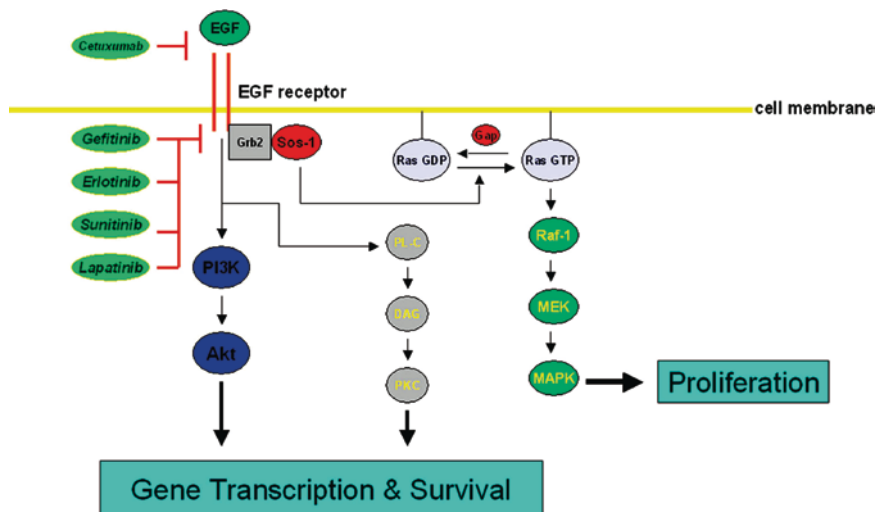 EGF
Cetuxumab
EGF receptor
cell membrane
Gefitinib
Grb2
Sos-1
Gap
Ras GDP
Ras GTP
Erlotinib
Sunitinib
PL-C
Raf-1
Lapatinib
PI3K
DAG
MEK
Akt
PKC
MAPK
Proliferation
Gene Transcription & Survival